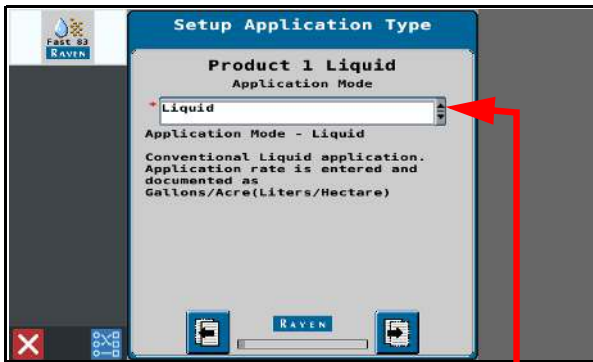 Setup Application Type
Fast 83
RAVEN
Product 1 Liquid
Application Mode
* Liquid
Application Mode - Liquid
Conventional Liquid application.
Application rate is entered and
documented as
Gallons/Acre(Liters/Hectare)
RAVEN